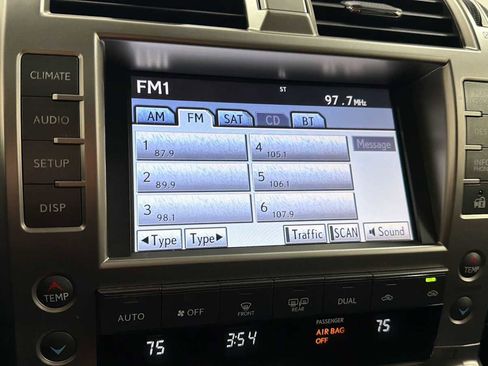 CLIMATE
AUDIO
SETUP
DISP
FM1
ST
97.7MHz
AM FM SAT CD BT
1 87.9
4 105.1
Message
2 89.9
5 106.1
3 98.1
6 107.9
◀Type Type▶
Traffic SCAN Sound
INFO
TEMP
AUTO
OFF
FRONT
REAR
DUAL
TEMP
75
3:54
PASSENGER
AIR BAG
OFF
75